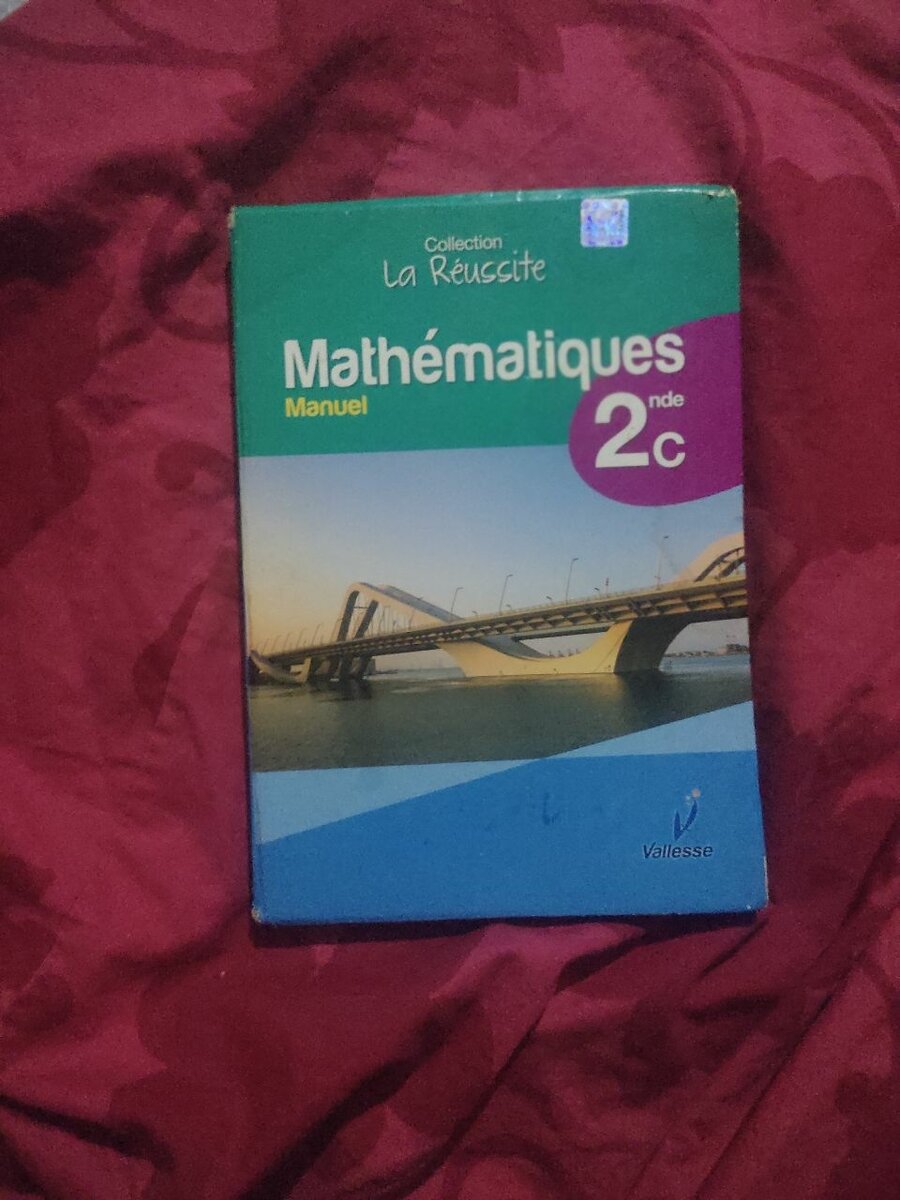 Collection
La Réussite
Mathématiques
Manuel
2nde
C
Vallesse